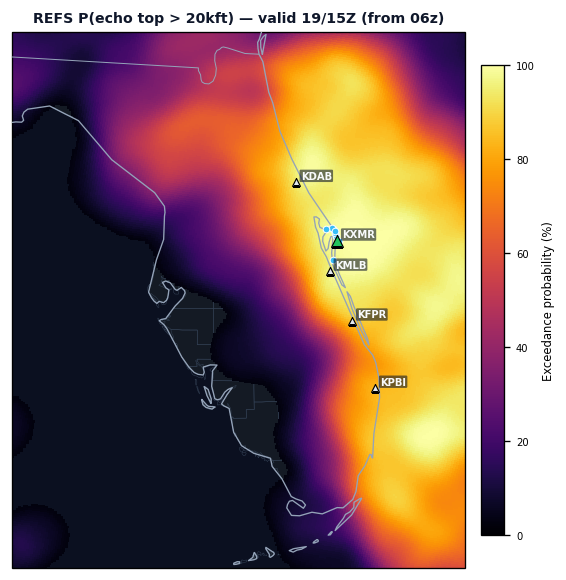 REFS P(echo top > 20kft) — valid 19/15Z (from 06z)
KDAB
KXMR
KMLB
KFPR
KPBI
100
80
60
40
20
0
Exceedance probability (%)